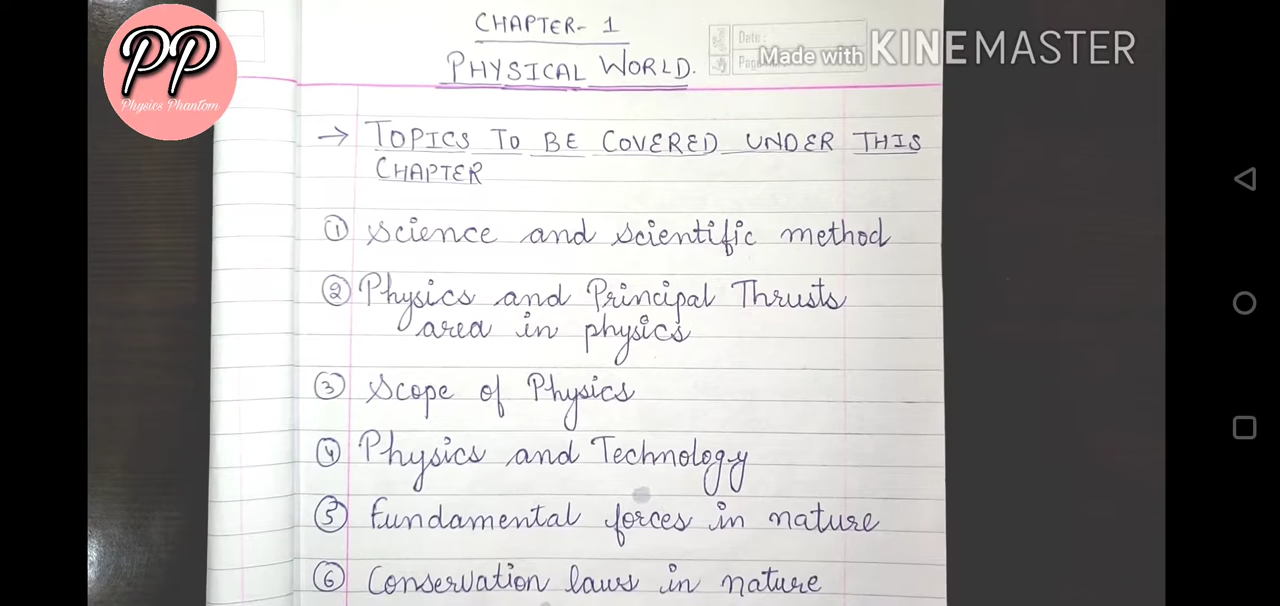 PP
Physics Phantom
CHAPTER- 1
PHYSICAL WORLD.
Date :
Made with KINEMASTER
→ TOPICS TO BE COVERED UNDER THIS
CHAPTER
① Science and scientific method
② Physics and Principal Thrusts
area in physics
③ Scope of Physics
④ Physics and Technology
⑤ Fundamental forces in nature
⑥ Conservation laws in nature